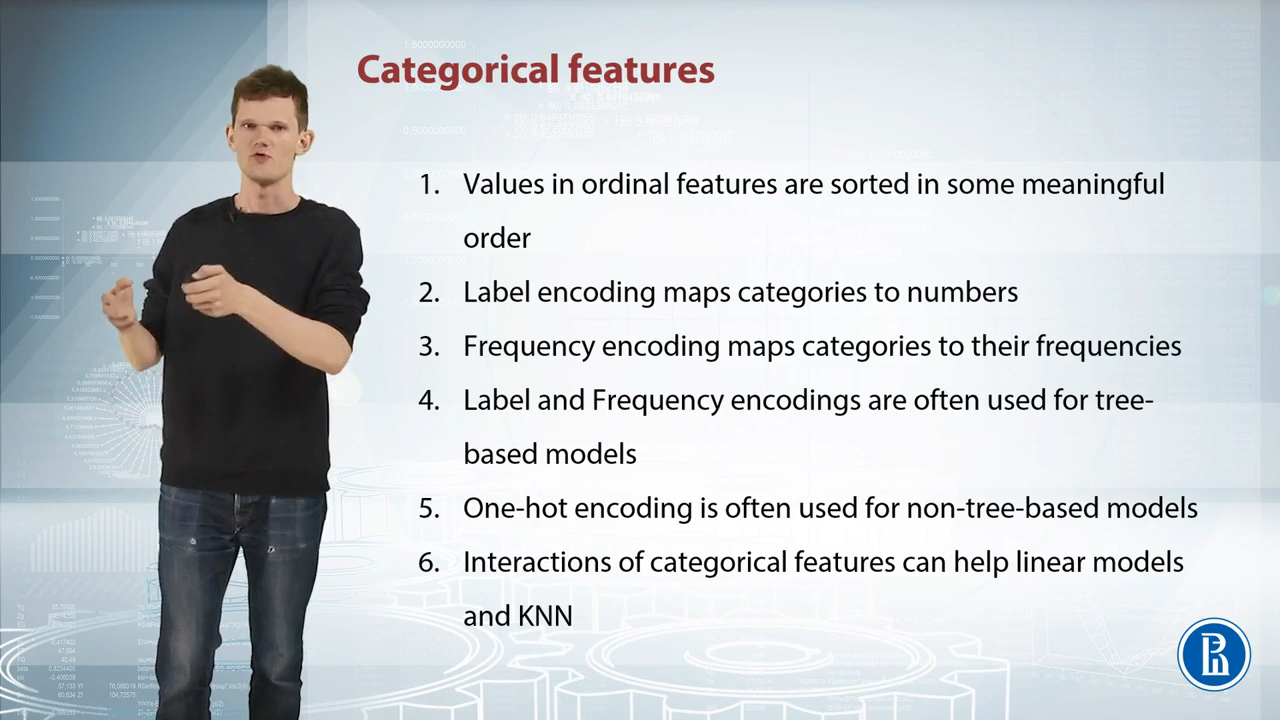 Categorical features
1. Values in ordinal features are sorted in some meaningful
order
2. Label encoding maps categories to numbers
3. Frequency encoding maps categories to their frequencies
4. Label and Frequency encodings are often used for tree-
based models
5. One-hot encoding is often used for non-tree-based models
6. Interactions of categorical features can help linear models
and KNN